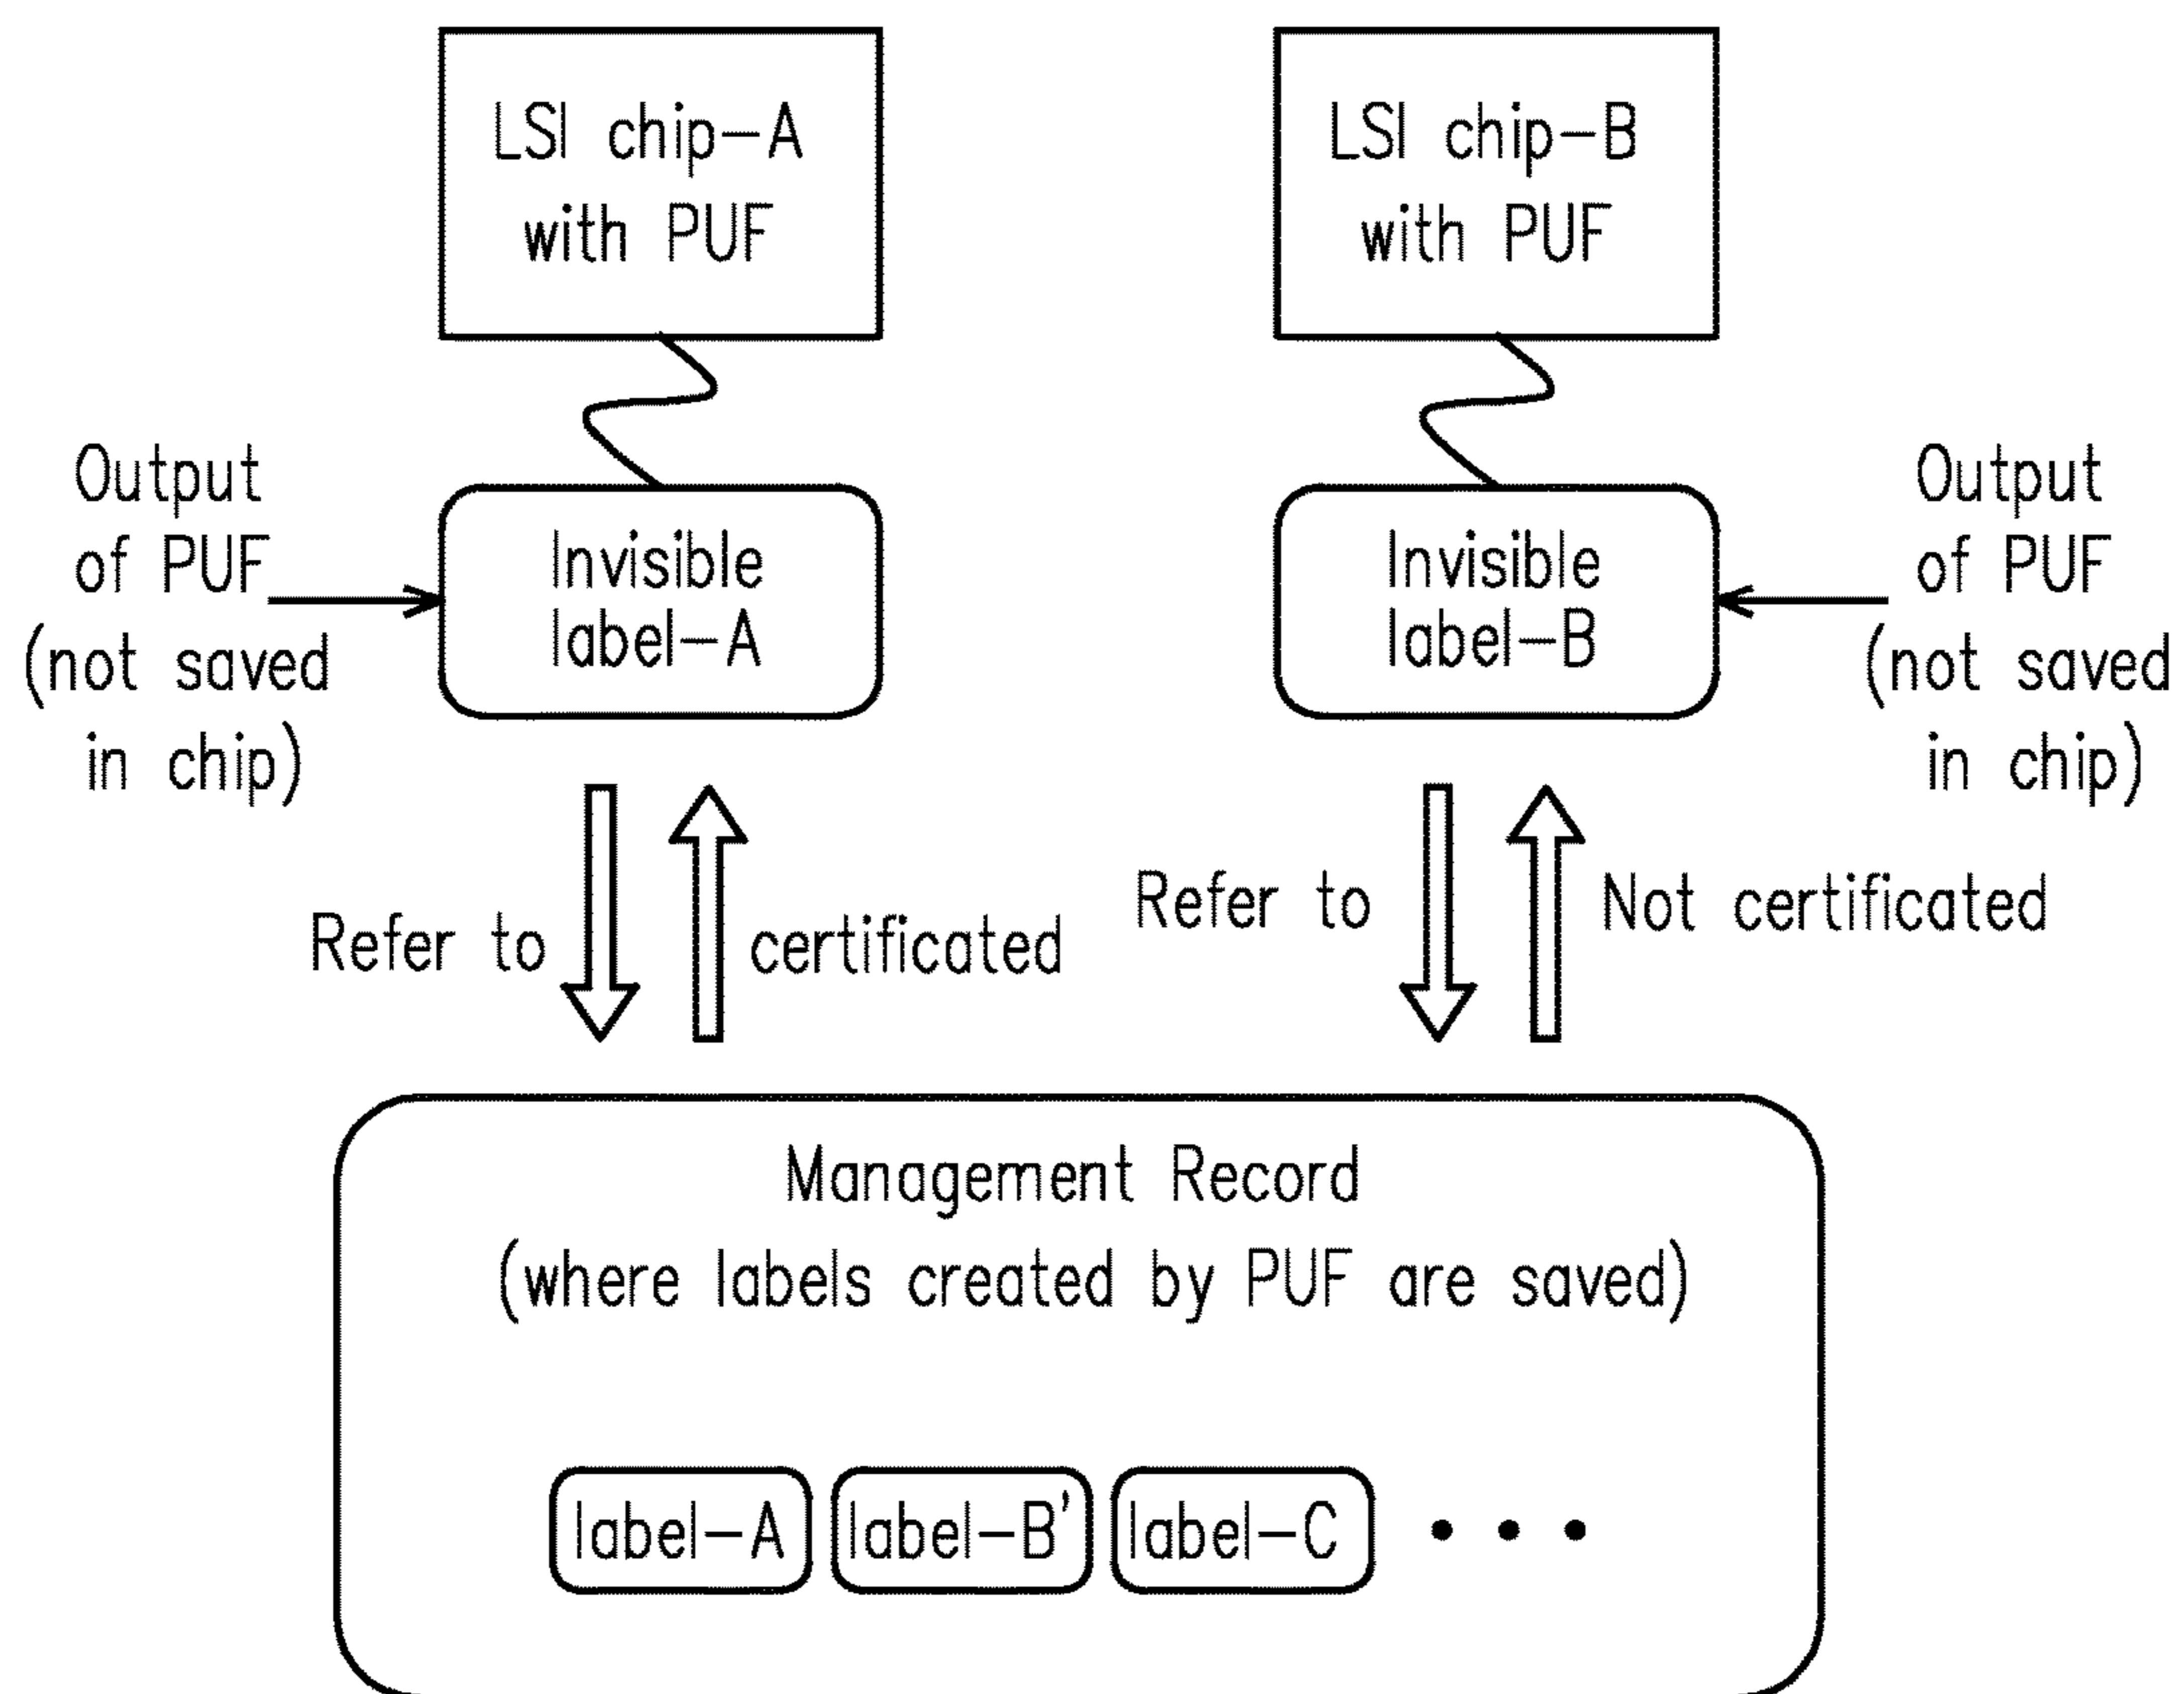 LSI chip-A
with PUF
LSI chip-B
with PUF
Output
of PUF
(not saved
in chip)
Invisible
label-A
Invisible
label-B
Output
of PUF
(not saved
in chip)
Refer to
certificated
Refer to
Not certificated
Management Record
(where labels created by PUF are saved)
label-A
label-B'
label-C
• • •